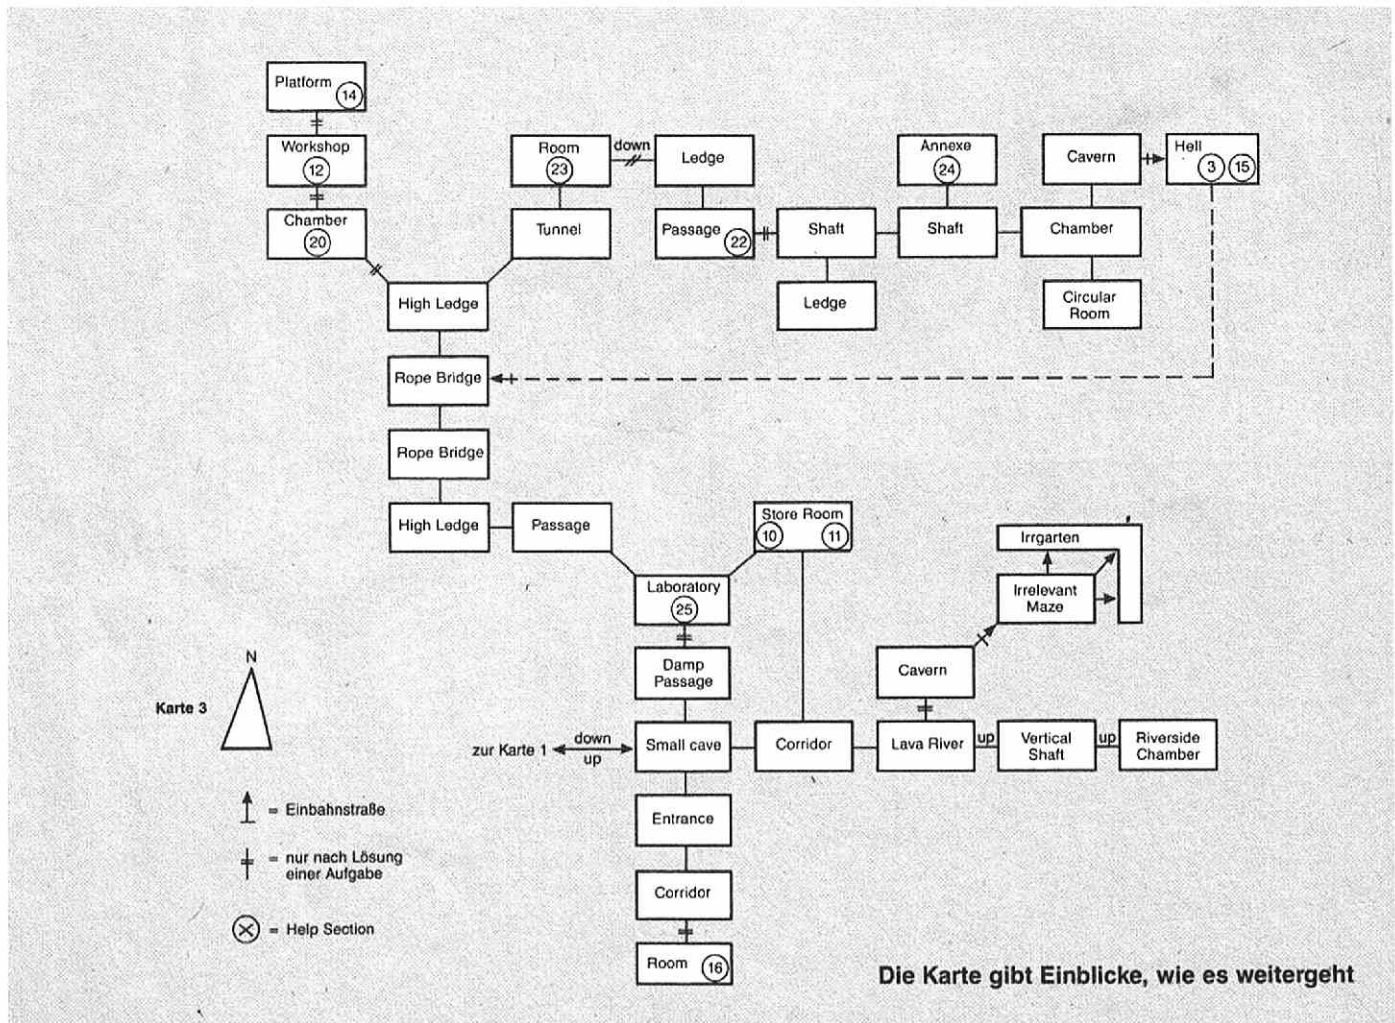 Platform
14
Workshop
12
Chamber
20
Room
23
down
Ledge
Tunnel
Passage
22
Shaft
Ledge
Annexe
24
Shaft
Cavern
Chamber
Circular
Room
Hell
3 15
High Ledge
Rope Bridge
Rope Bridge
High Ledge
Passage
Store Room
10 11
Laboratory
25
Irrgarten
Irrelevant
Maze
Damp
Passage
Cavern
zur Karte 1
down
up
Small cave
Corridor
Lava River
up
Vertical
Shaft
up
Riverside
Chamber
Entrance
Corridor
Room 16
N
Karte 3
= Einbahnstraße
= nur nach Lösung
einer Aufgabe
= Help Section
Die Karte gibt Einblicke, wie es weitergeht